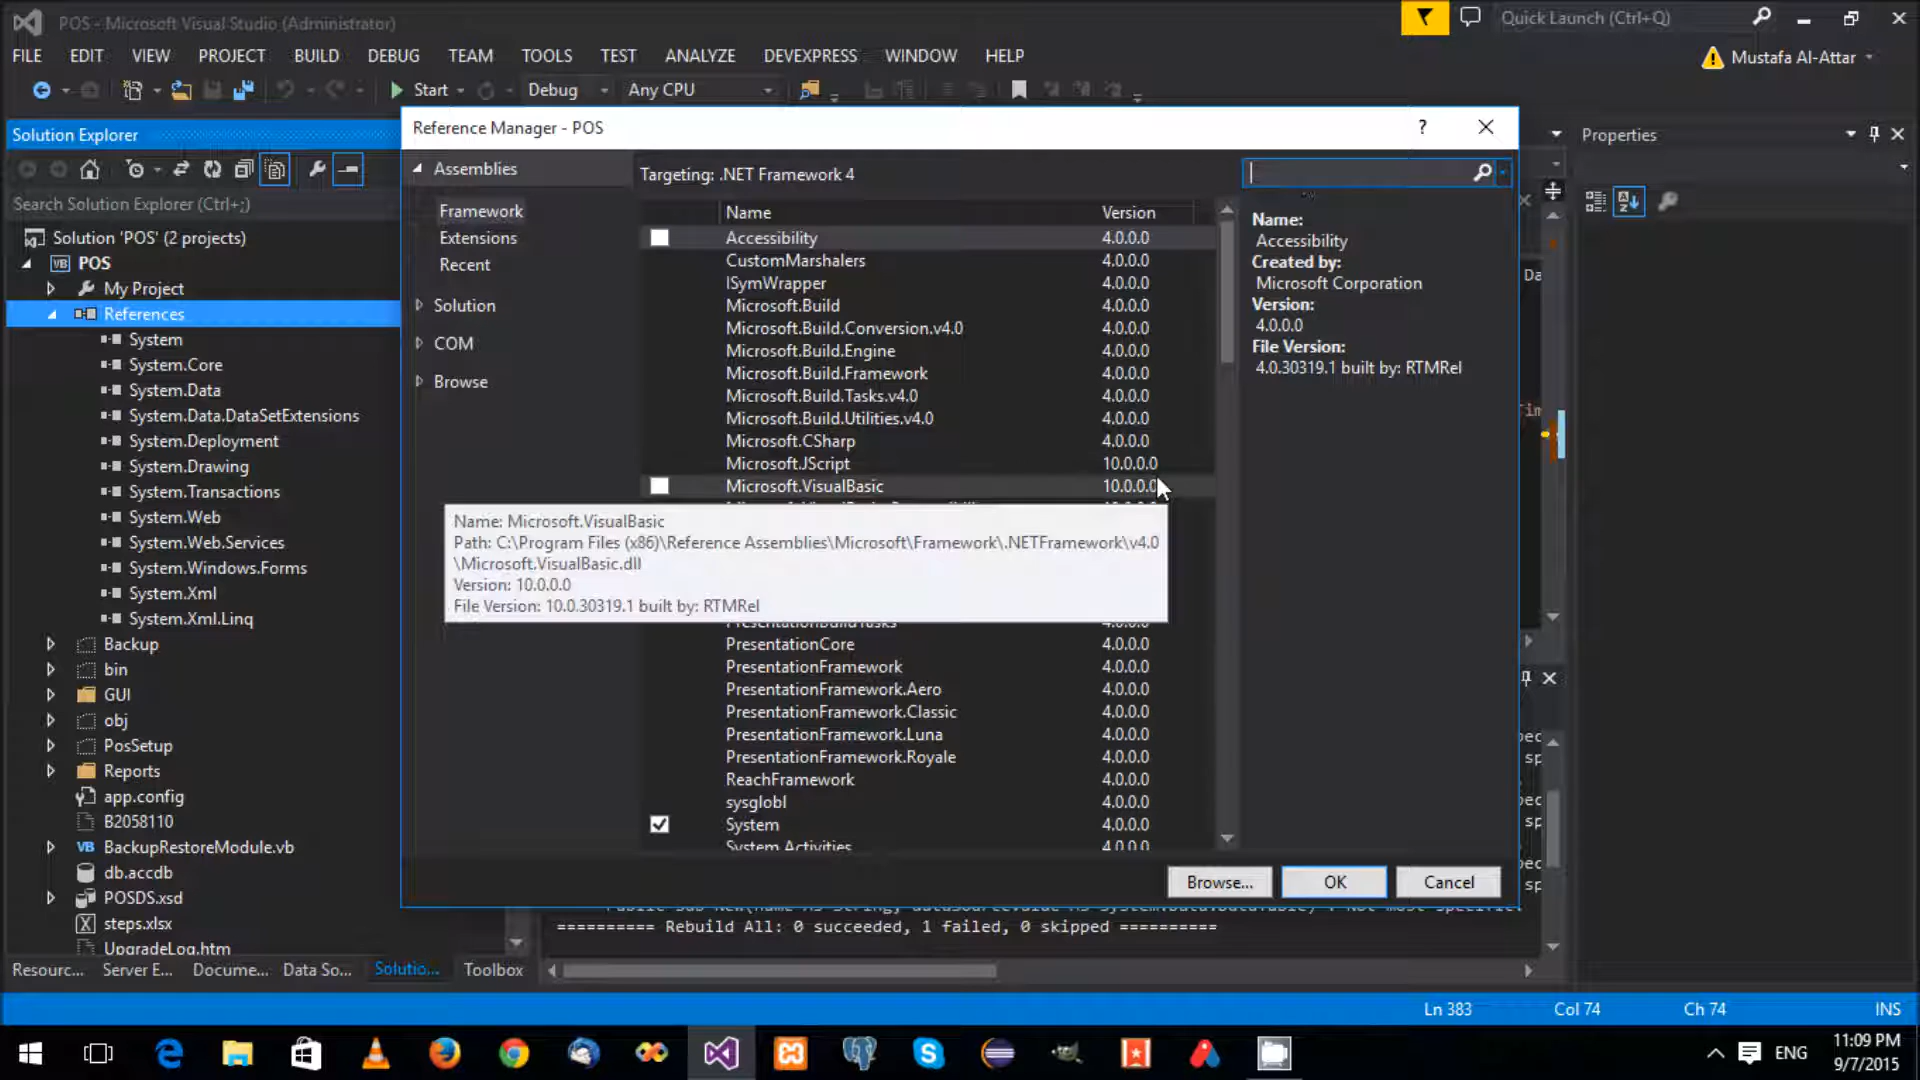 POS - Microsoft Visual Studio (Administrator)
Quick Launch (Ctrl+Q)
FILE EDIT VIEW PROJECT BUILD DEBUG TEAM TOOLS TEST ANALYZE DEVEXPRESS WINDOW HELP
Mustafa Al-Attar
Start Debug Any CPU
Solution Explorer
Search Solution Explorer (Ctrl+;)
Solution 'POS' (2 projects)
VB POS
My Project
References
System
System.Core
System.Data
System.Data.DataSetExtensions
System.Deployment
System.Drawing
System.Transactions
System.Web
System.Web.Services
System.Windows.Forms
System.Xml
System.Xml.Linq
Backup
bin
GUI
obj
PosSetup
Reports
app.config
B2058110
VB BackupRestoreModule.vb
db.accdb
POSDS.xsd
steps.xlsx
UpgradeLog.htm
Resourc... Server E... Docume... Data So... Solutio... Toolbox
Reference Manager - POS
?
Assemblies
Framework
Extensions
Recent
Solution
COM
Browse
Targeting: .NET Framework 4
Name Version
Accessibility 4.0.0.0
CustomMarshalers 4.0.0.0
ISymWrapper 4.0.0.0
Microsoft.Build 4.0.0.0
Microsoft.Build.Conversion.v4.0 4.0.0.0
Microsoft.Build.Engine 4.0.0.0
Microsoft.Build.Framework 4.0.0.0
Microsoft.Build.Tasks.v4.0 4.0.0.0
Microsoft.Build.Utilities.v4.0 4.0.0.0
Microsoft.CSharp 4.0.0.0
Microsoft.JScript 10.0.0.0
Microsoft.VisualBasic 10.0.0.0
Name: Microsoft.VisualBasic
Path: C:\Program Files (x86)\Reference Assemblies\Microsoft\Framework\.NETFramework\v4.0
\Microsoft.VisualBasic.dll
Version: 10.0.0.0
File Version: 10.0.30319.1 built by: RTMRel
PresentationBuildTasks 4.0.0.0
PresentationCore 4.0.0.0
PresentationFramework 4.0.0.0
PresentationFramework.Aero 4.0.0.0
PresentationFramework.Classic 4.0.0.0
PresentationFramework.Luna 4.0.0.0
PresentationFramework.Royale 4.0.0.0
ReachFramework 4.0.0.0
sysglobl 4.0.0.0
System 4.0.0.0
System.Activities 4.0.0.0
Name:
Accessibility
Created by:
Microsoft Corporation
Version:
4.0.0.0
File Version:
4.0.30319.1 built by: RTMRel
Browse... OK Cancel
Properties
Da
========== Rebuild All: 0 succeeded, 1 failed, 0 skipped ==========
Ln 383 Col 74 Ch 74 INS
ENG
11:09 PM
9/7/2015